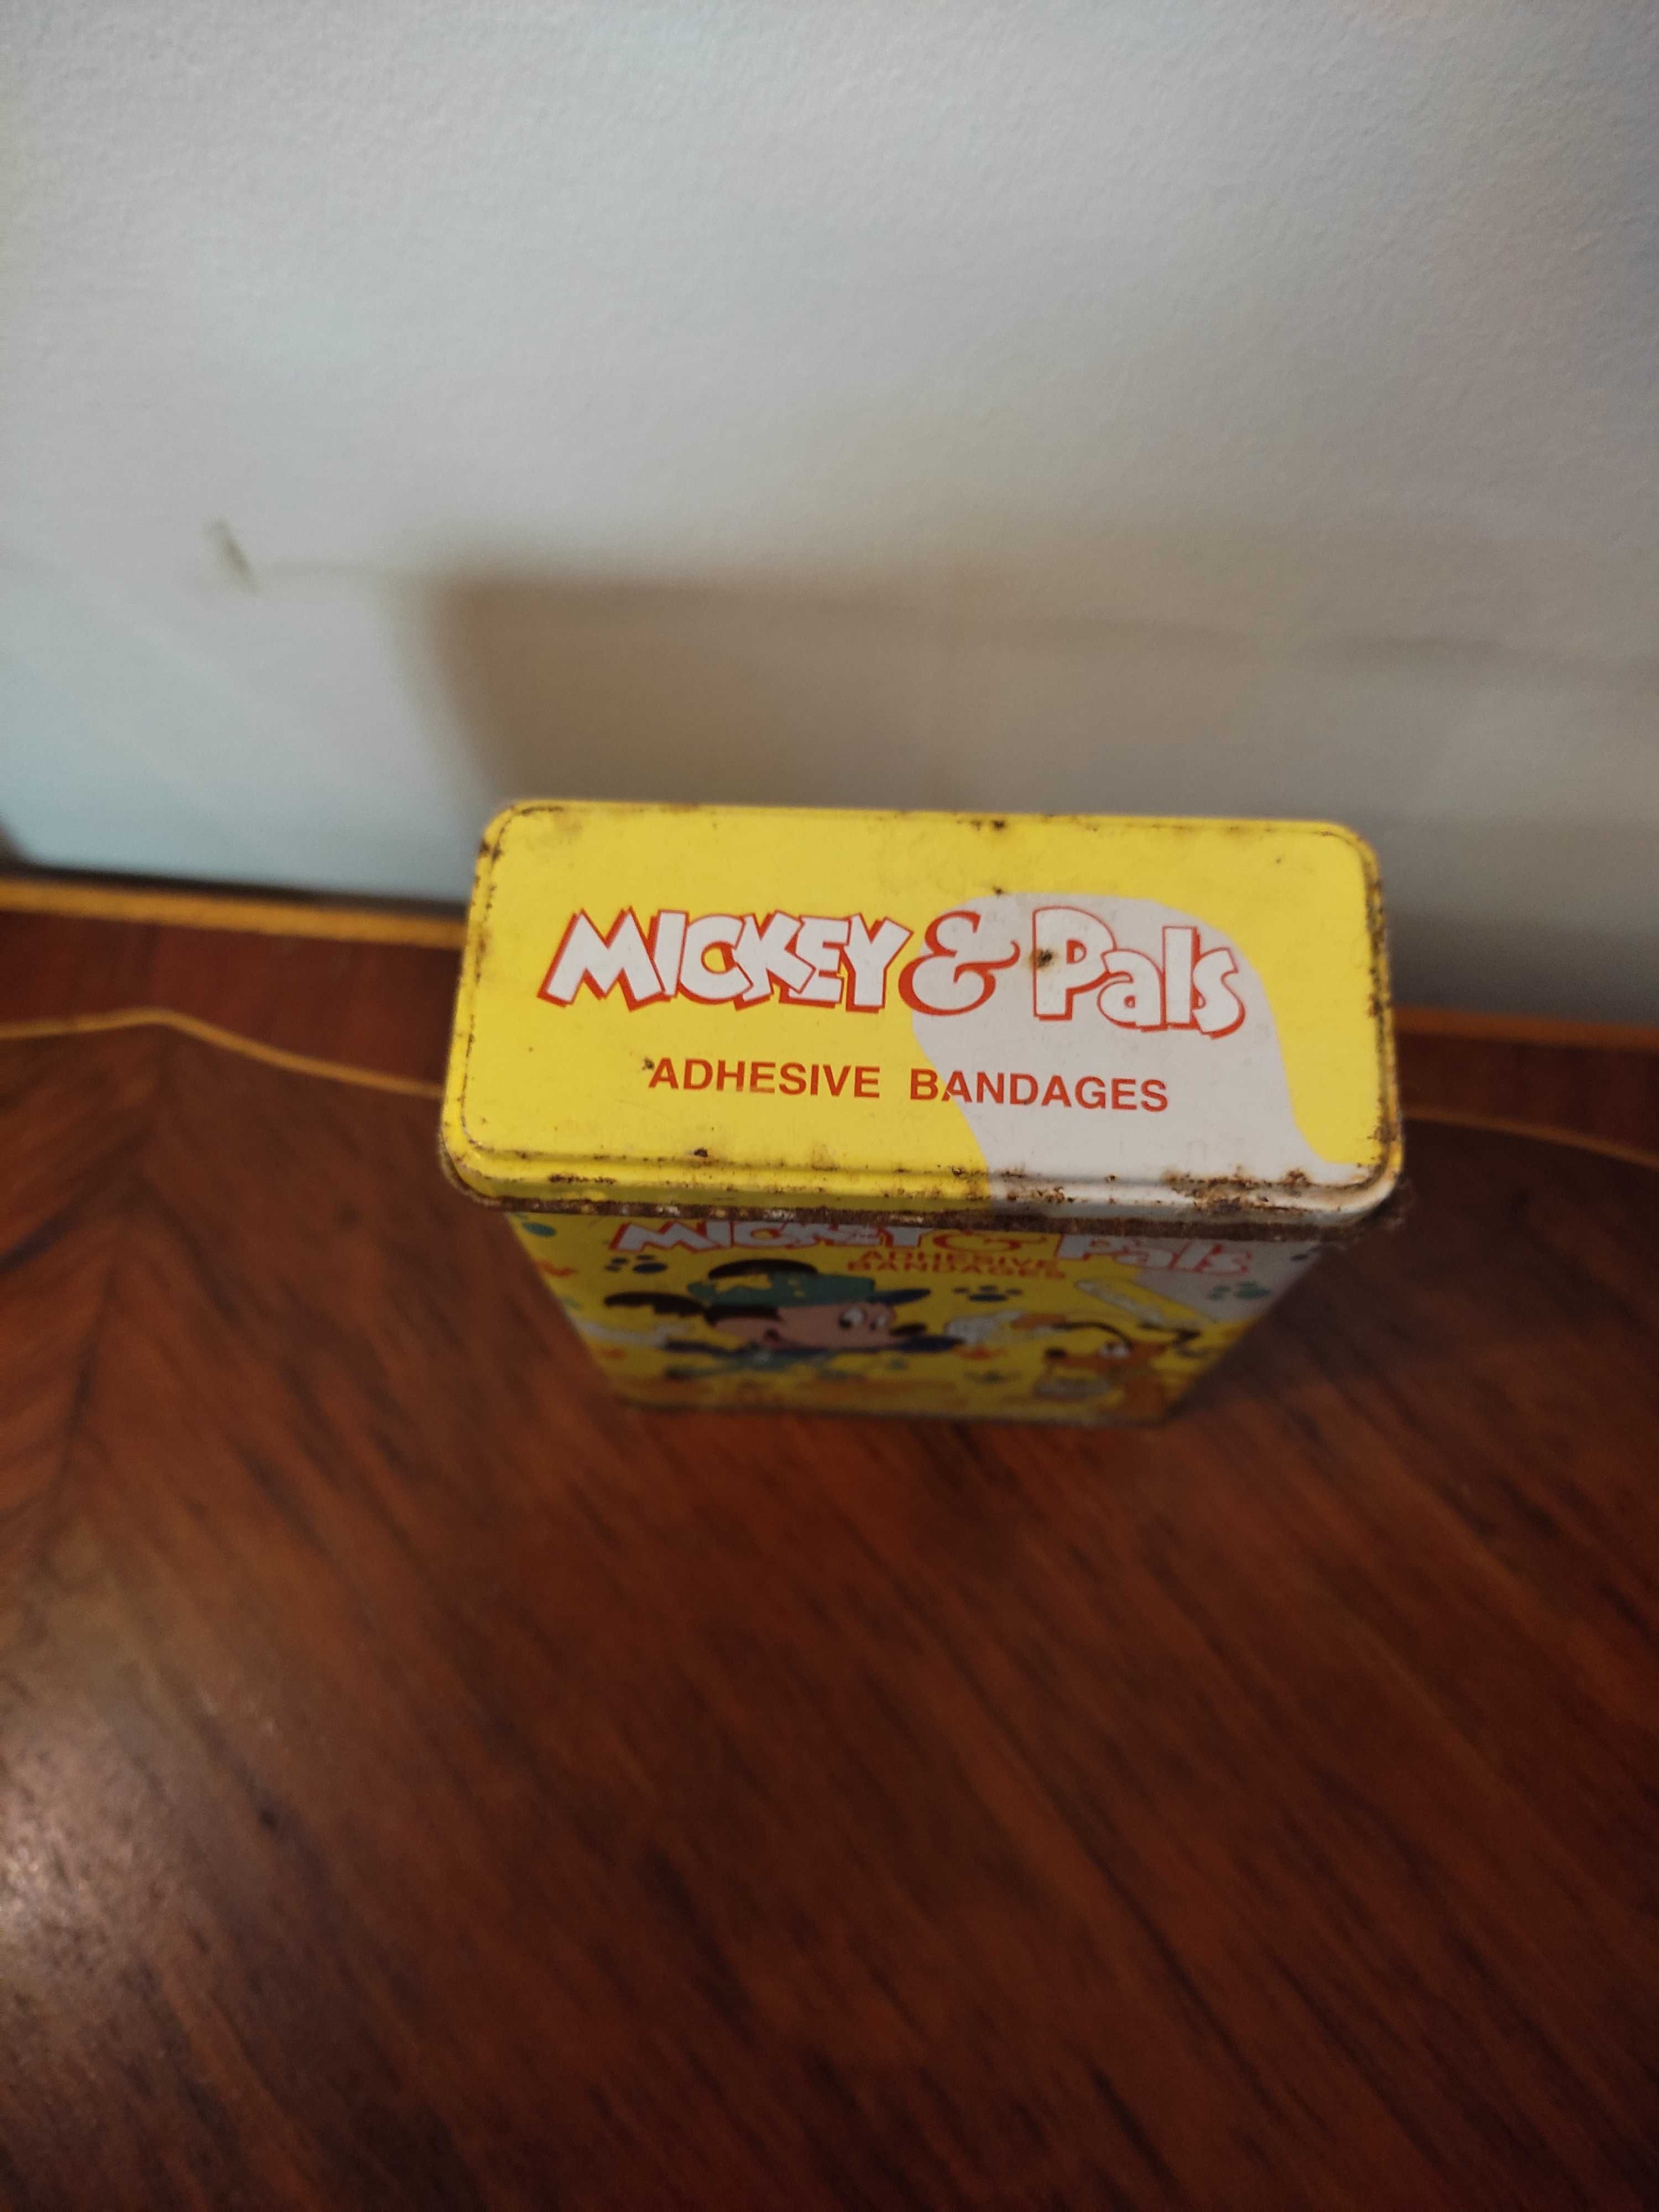 MICKEY & Pals
ADHESIVE BANDAGES
MICKEY & Pals
ADHESIVE
BANDAGES